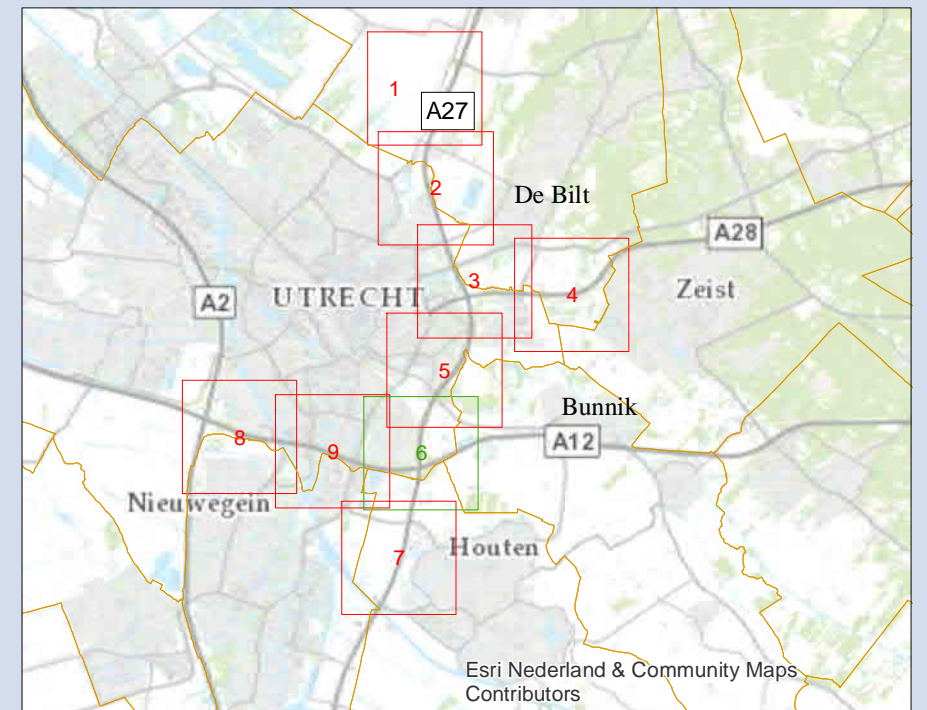 1
A27
2
De Bilt
A28
3
4
Zeist
A2
UTRECHT
5
Bunnik
8
9
6
A12
Nieuwegein
Houten
7
Esri Nederland & Community Maps
Contributors